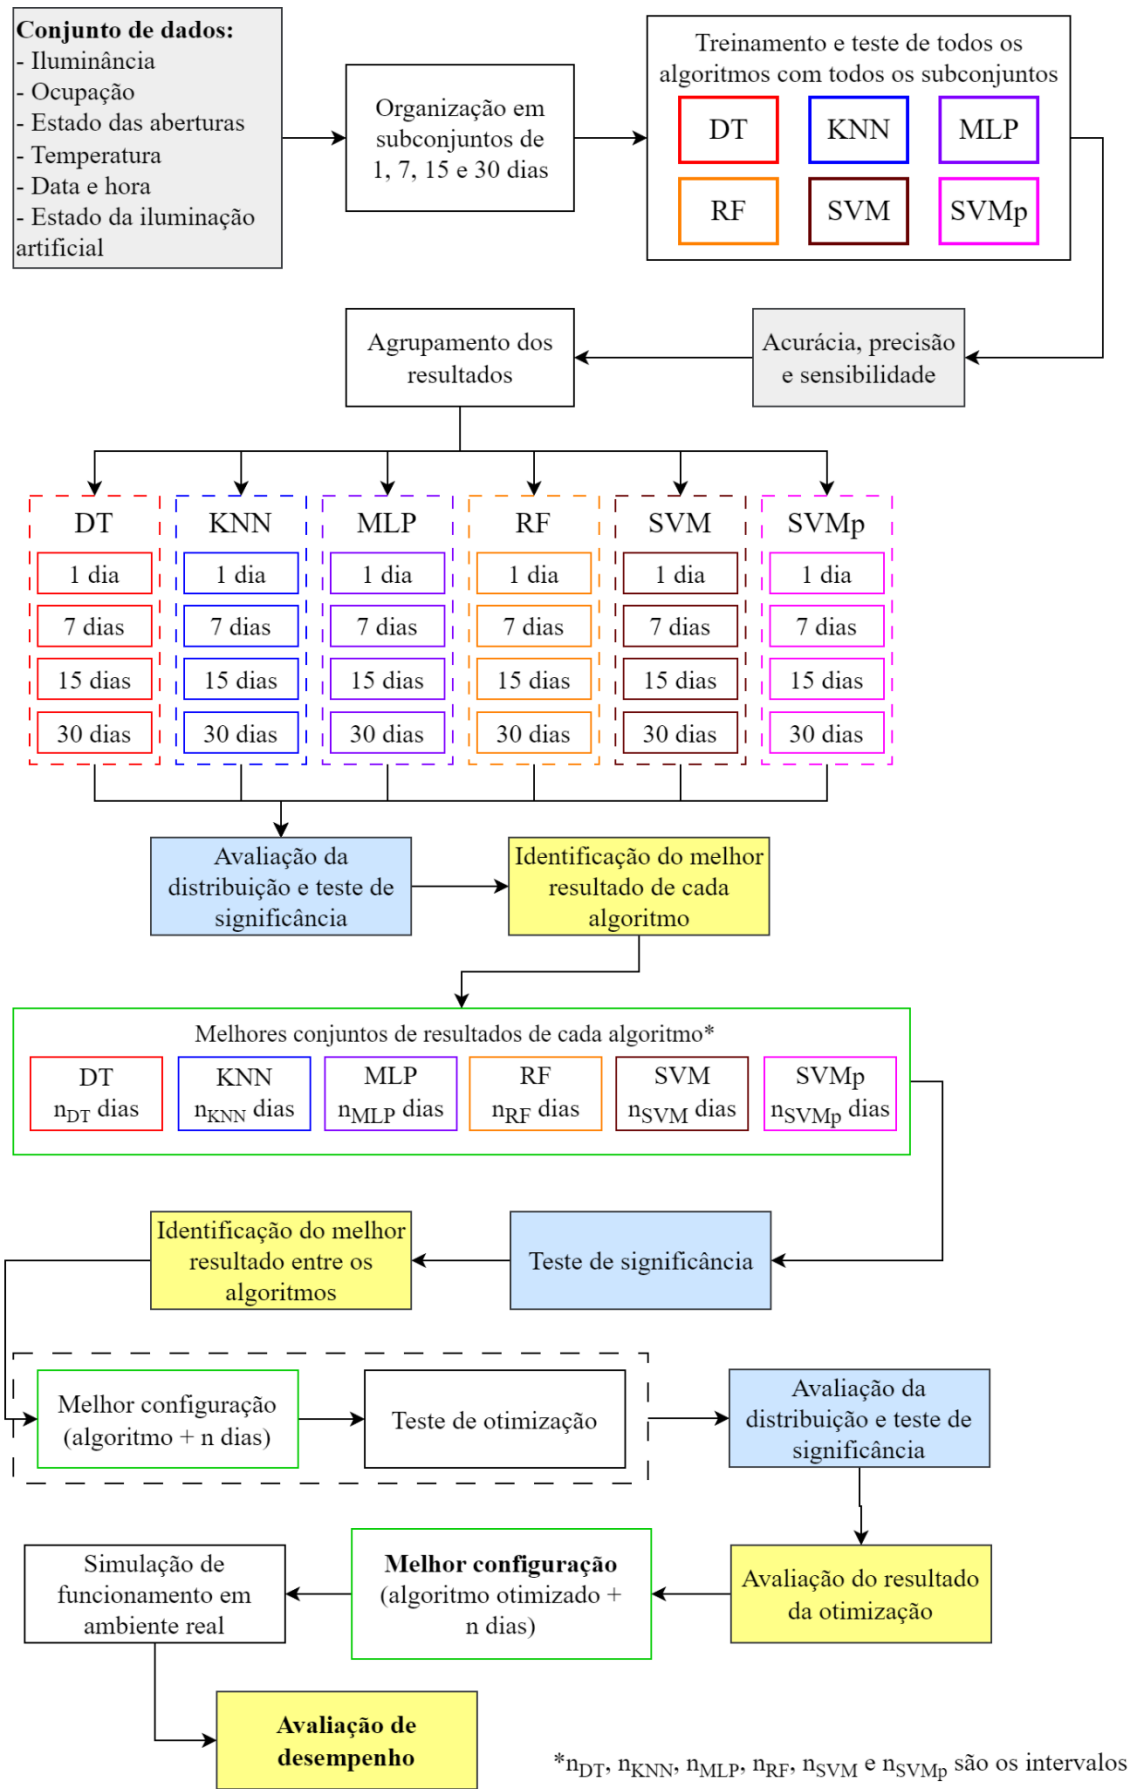 Conjunto de dados:
- Iluminância
- Ocupação
- Estado das aberturas
- Temperatura
- Data e hora
- Estado da iluminação
artificial
Organização em
subconjuntos de
1, 7, 15 e 30 dias
Treinamento e teste de todos os
algoritmos com todos os subconjuntos
DT KNN MLP
RF SVM SVMp
Acurácia, precisão
e sensibilidade
Agrupamento dos
resultados
DT KNN MLP RF SVM SVMp
1 dia 1 dia 1 dia 1 dia 1 dia 1 dia
7 dias 7 dias 7 dias 7 dias 7 dias 7 dias
15 dias 15 dias 15 dias 15 dias 15 dias 15 dias
30 dias 30 dias 30 dias 30 dias 30 dias 30 dias
Avaliação da
distribuição e teste de
significância
Identificação do melhor
resultado de cada
algoritmo
Melhores conjuntos de resultados de cada algoritmo*
DT KNN MLP RF SVM SVMp
nDT dias nKNN dias nMLP dias nRF dias nSVM dias nSVMp dias
Teste de significância
Identificação do melhor
resultado entre os
algoritmos
Melhor configuração
(algoritmo + n dias)
Teste de otimização
Avaliação da
distribuição e teste de
significância
Avaliação do resultado
da otimização
Melhor configuração
(algoritmo otimizado +
n dias)
Simulação de
funcionamento em
ambiente real
Avaliação de
desempenho
*nDT, nKNN, nMLP, nRF, nSVM e nSVMp são os intervalos